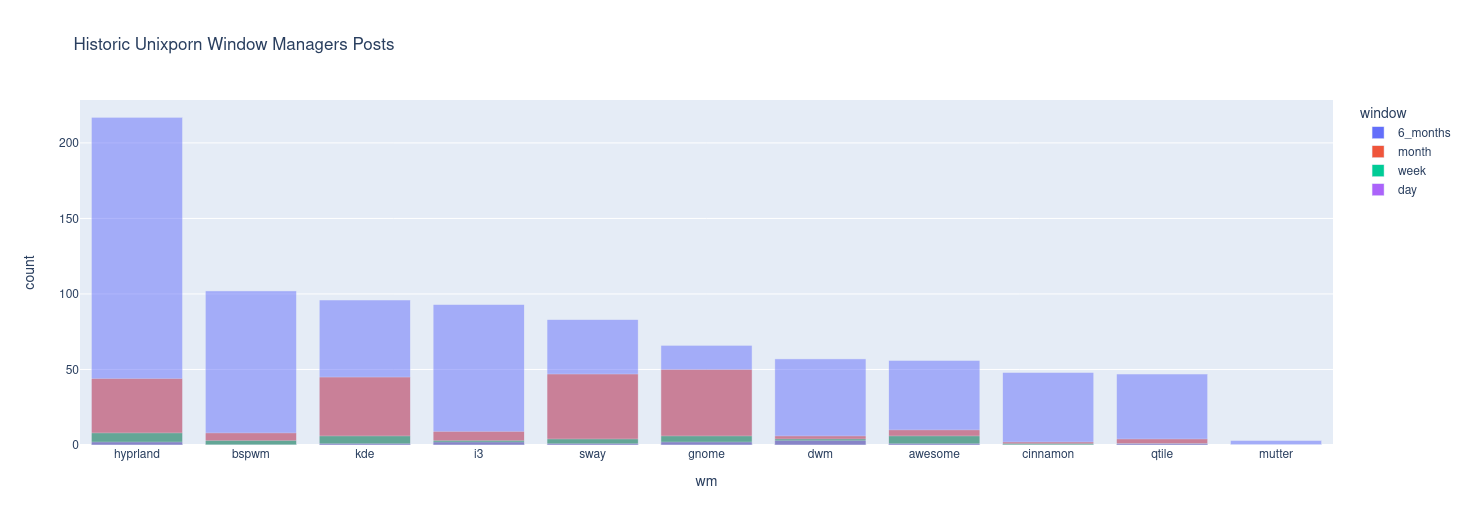 Historic Unixporn Window Managers Posts
window
6_months
month
week
day
count
200
150
100
50
0
hyprland bspwm kde i3 sway gnome dwm awesome cinnamon qtile mutter
wm